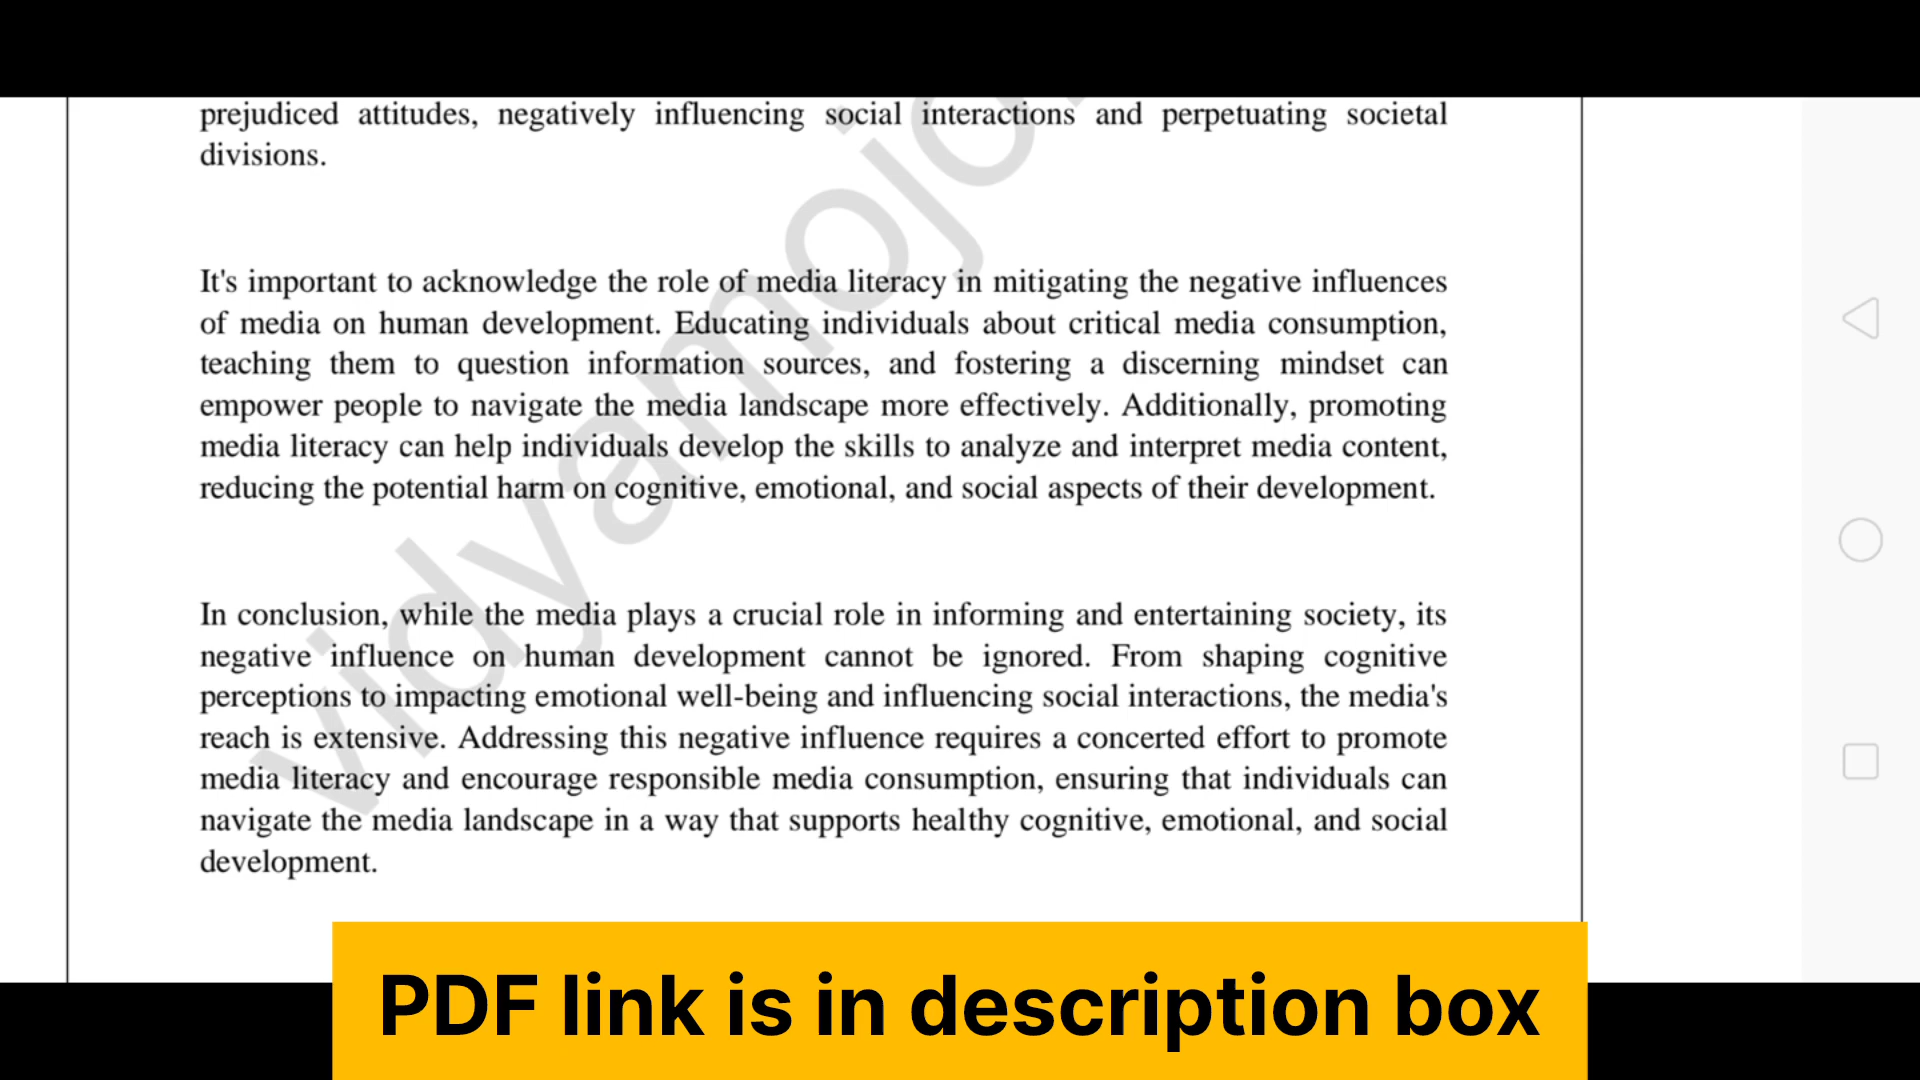 prejudiced attitudes, negatively influencing social interactions and perpetuating societal
divisions.
It's important to acknowledge the role of media literacy in mitigating the negative influences
of media on human development. Educating individuals about critical media consumption,
teaching them to question information sources, and fostering a discerning mindset can
empower people to navigate the media landscape more effectively. Additionally, promoting
media literacy can help individuals develop the skills to analyze and interpret media content,
reducing the potential harm on cognitive, emotional, and social aspects of their development.
In conclusion, while the media plays a crucial role in informing and entertaining society, its
negative influence on human development cannot be ignored. From shaping cognitive
perceptions to impacting emotional well-being and influencing social interactions, the media's
reach is extensive. Addressing this negative influence requires a concerted effort to promote
media literacy and encourage responsible media consumption, ensuring that individuals can
navigate the media landscape in a way that supports healthy cognitive, emotional, and social
development.
vidyamojo
PDF link is in description box